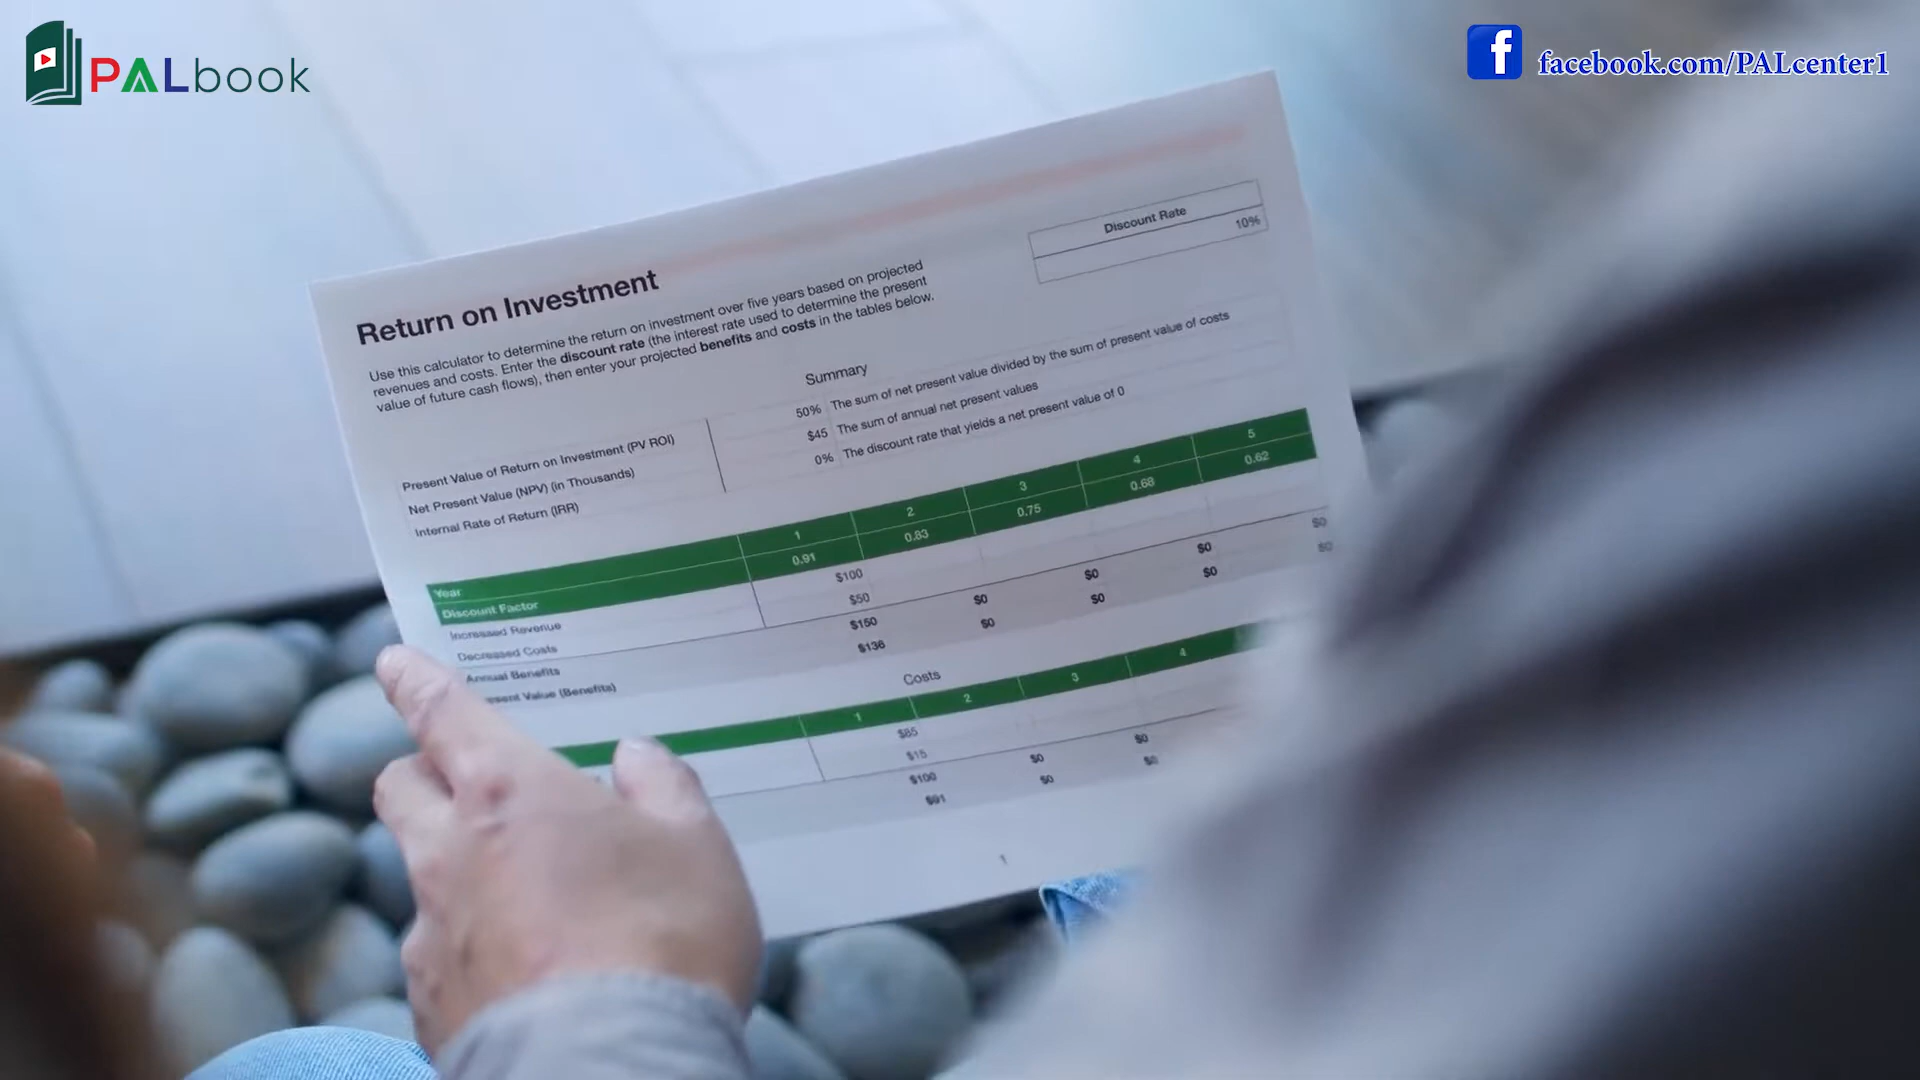 PALbook
facebook.com/PALcenter1
Discount Rate
10%
Return on Investment
Use this calculator to determine the return on investment over five years based on projected
revenues and costs. Enter the discount rate (the interest rate used to determine the present
value of future cash flows), then enter your projected benefits and costs in the tables below.
Summary
Present Value of Return on Investment (PV ROI) 50% The sum of net present value divided by the sum of present value of costs
Net Present Value (NPV) (in Thousands) $45 The sum of annual net present values
Internal Rate of Return (IRR) 0% The discount rate that yields a net present value of 0
Year 1 2 3 4 5
Discount Factor 0.91 0.83 0.75 0.68 0.62
Increased Revenue $100
Decreased Costs $50
Annual Benefits $150 $0 $0 $0 $0
esent Value (Benefits) $136 $0 $0 $0 $0
Costs
1 2 3 4
$85
$15
$100 $0 $0
$91 $0 $0
1